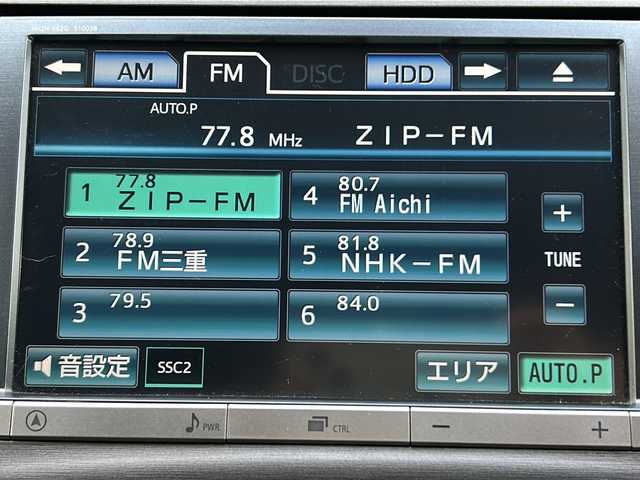 AM FM DISC HDD
AUTO.P
77.8 MHz ZIP-FM
1 77.8 ZIP-FM
4 80.7 FM Aichi
2 78.9 FM三重
5 81.8 NHK-FM
3 79.5
6 84.0
+
TUNE
−
音設定 SSC2 エリア AUTO.P
PWR. CTRL − +